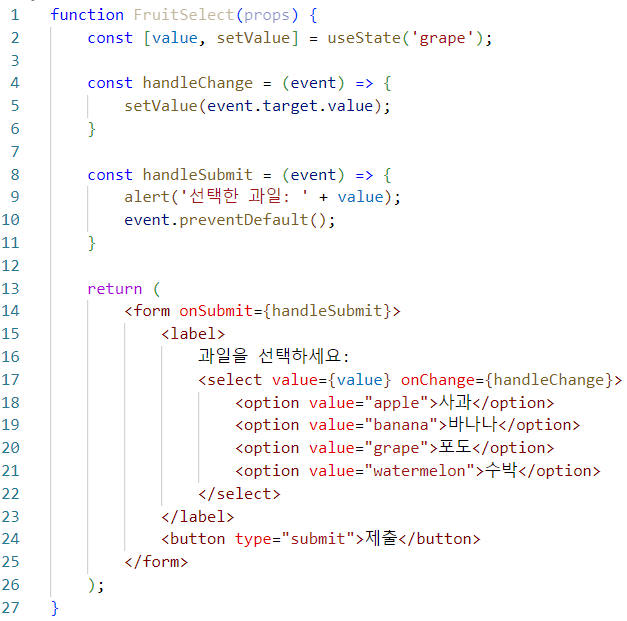 1 function FruitSelect(props) {
2     const [value, setValue] = useState('grape');
3
4     const handleChange = (event) => {
5         setValue(event.target.value);
6     }
7
8     const handleSubmit = (event) => {
9         alert('선택한 과일: ' + value);
10         event.preventDefault();
11     }
12
13     return (
14         <form onSubmit={handleSubmit}>
15             <label>
16                 과일을 선택하세요:
17                 <select value={value} onChange={handleChange}>
18                     <option value="apple">사과</option>
19                     <option value="banana">바나나</option>
20                     <option value="grape">포도</option>
21                     <option value="watermelon">수박</option>
22                 </select>
23             </label>
24             <button type="submit">제출</button>
25         </form>
26     );
27 }